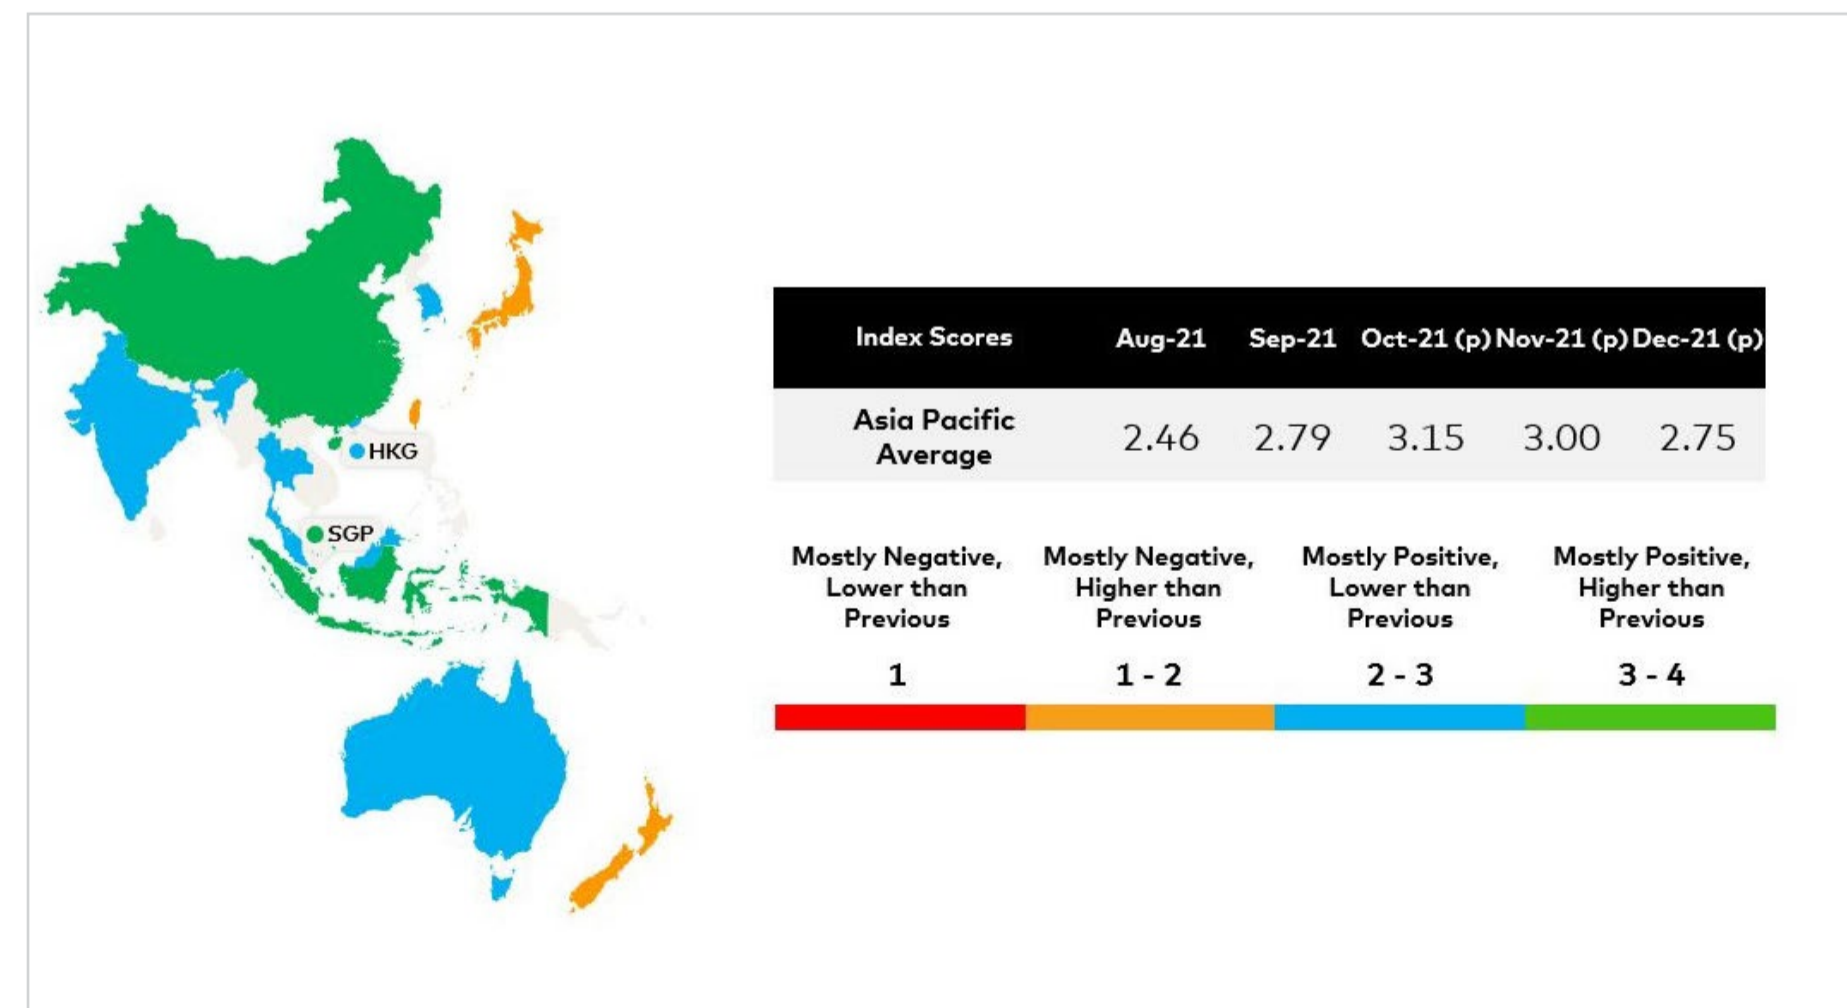 HKG
SGP
Index Scores Aug-21 Sep-21 Oct-21 (p) Nov-21 (p) Dec-21 (p)
Asia Pacific
Average 2.46 2.79 3.15 3.00 2.75
Mostly Negative, Mostly Negative, Mostly Positive, Mostly Positive,
Lower than Higher than Lower than Higher than
Previous Previous Previous Previous
1 1 - 2 2 - 3 3 - 4